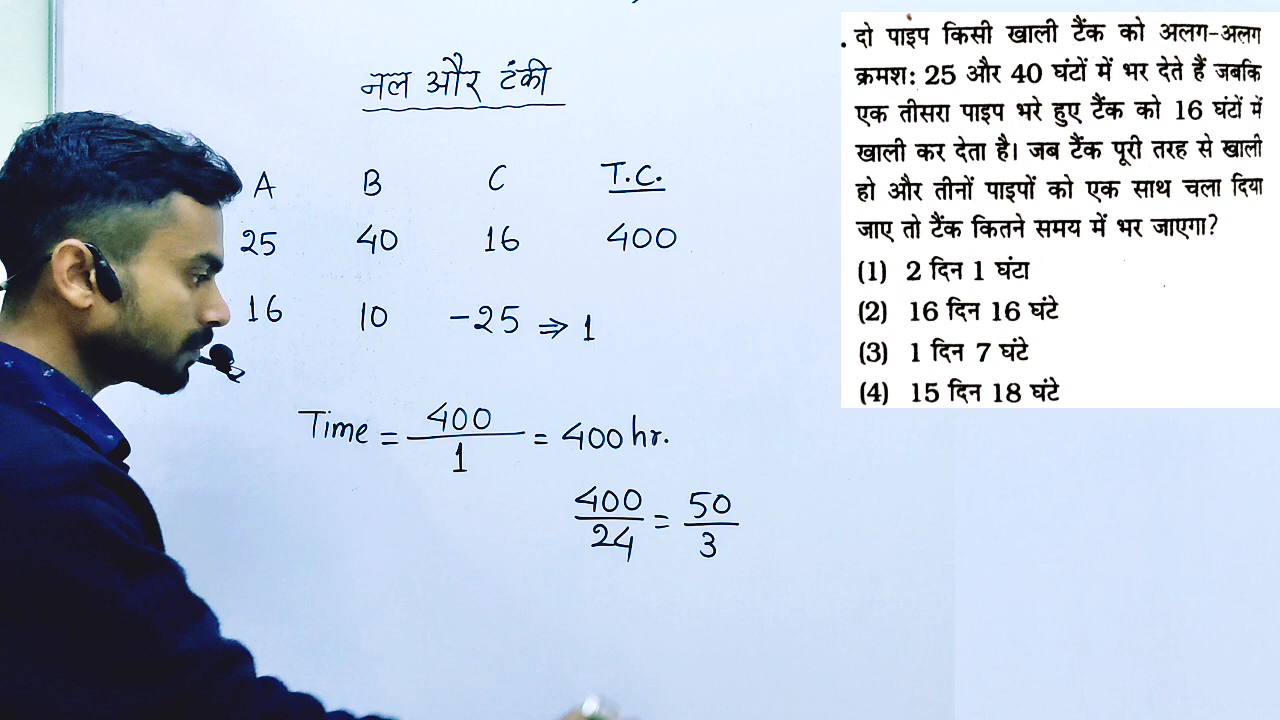 नल और टंकी
A B C T.C.
25 40 16 400
16 10 -25 ⇒ 1
Time = 400/1 = 400 hr.
400/24 = 50/3
. दो पाइप किसी खाली टैंक को अलग-अलग
क्रमश: 25 और 40 घंटों में भर देते हैं जबकि
एक तीसरा पाइप भरे हुए टैंक को 16 घंटों में
खाली कर देता है। जब टैंक पूरी तरह से खाली
हो और तीनों पाइपों को एक साथ चला दिया
जाए तो टैंक कितने समय में भर जाएगा?
(1) 2 दिन 1 घंटा
(2) 16 दिन 16 घंटे
(3) 1 दिन 7 घंटे
(4) 15 दिन 18 घंटे